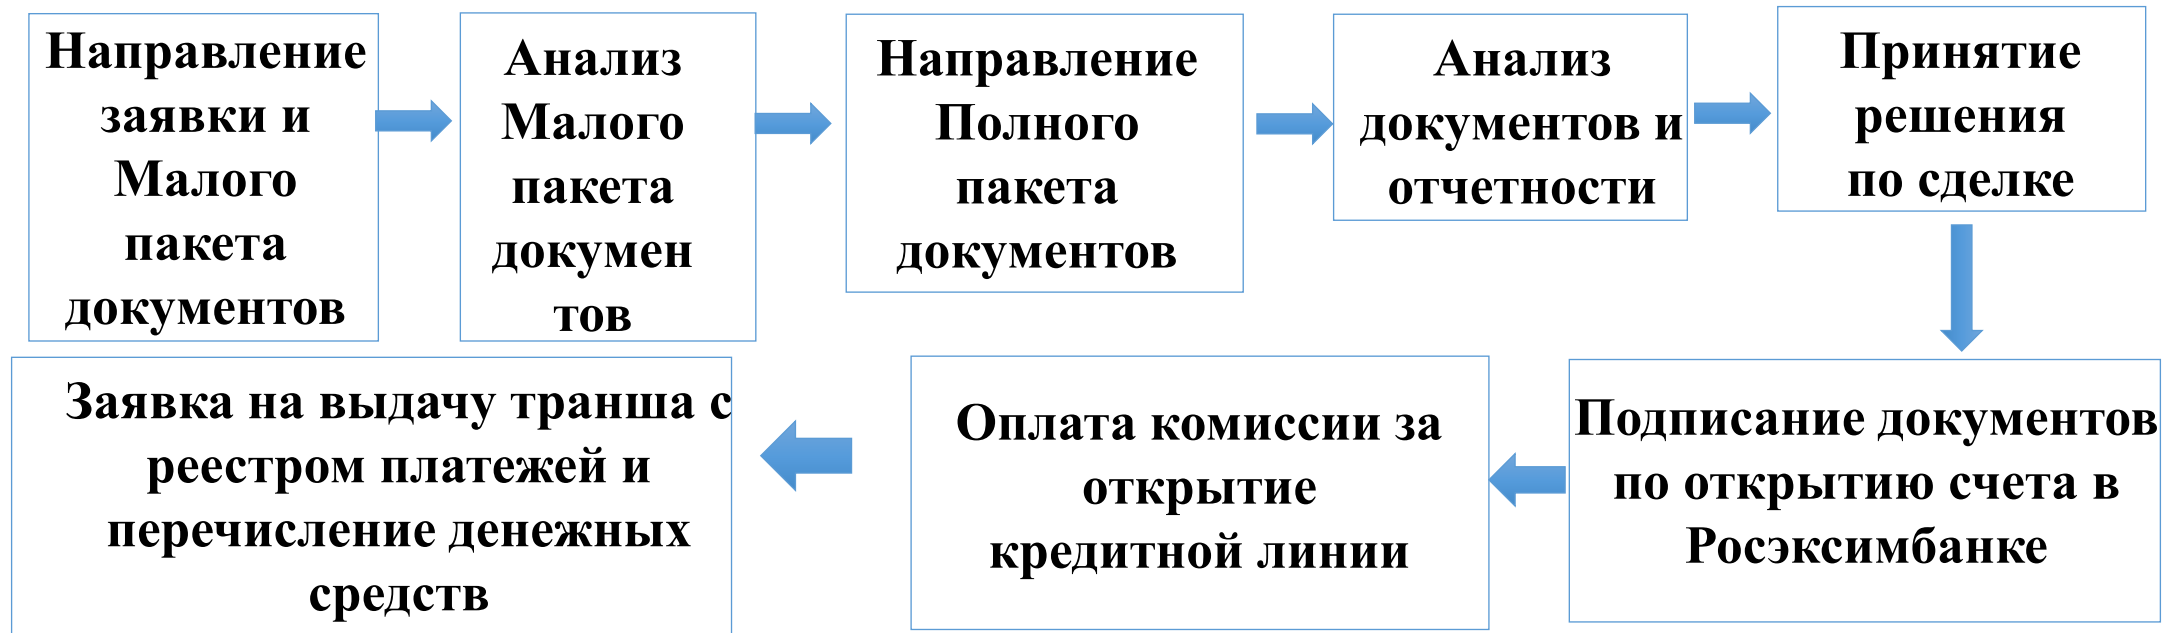 Направление
заявки и
Малого
пакета
документов
Анализ
Малого
пакета
докумен
тов
Направление
Полного
пакета
документов
Анализ
документов и
отчетности
Принятие
решения
по сделке
Подписание документов
по открытию счета в
Росэксимбанке
Оплата комиссии за
открытие
кредитной линии
Заявка на выдачу транша с
реестром платежей и
перечисление денежных
средств